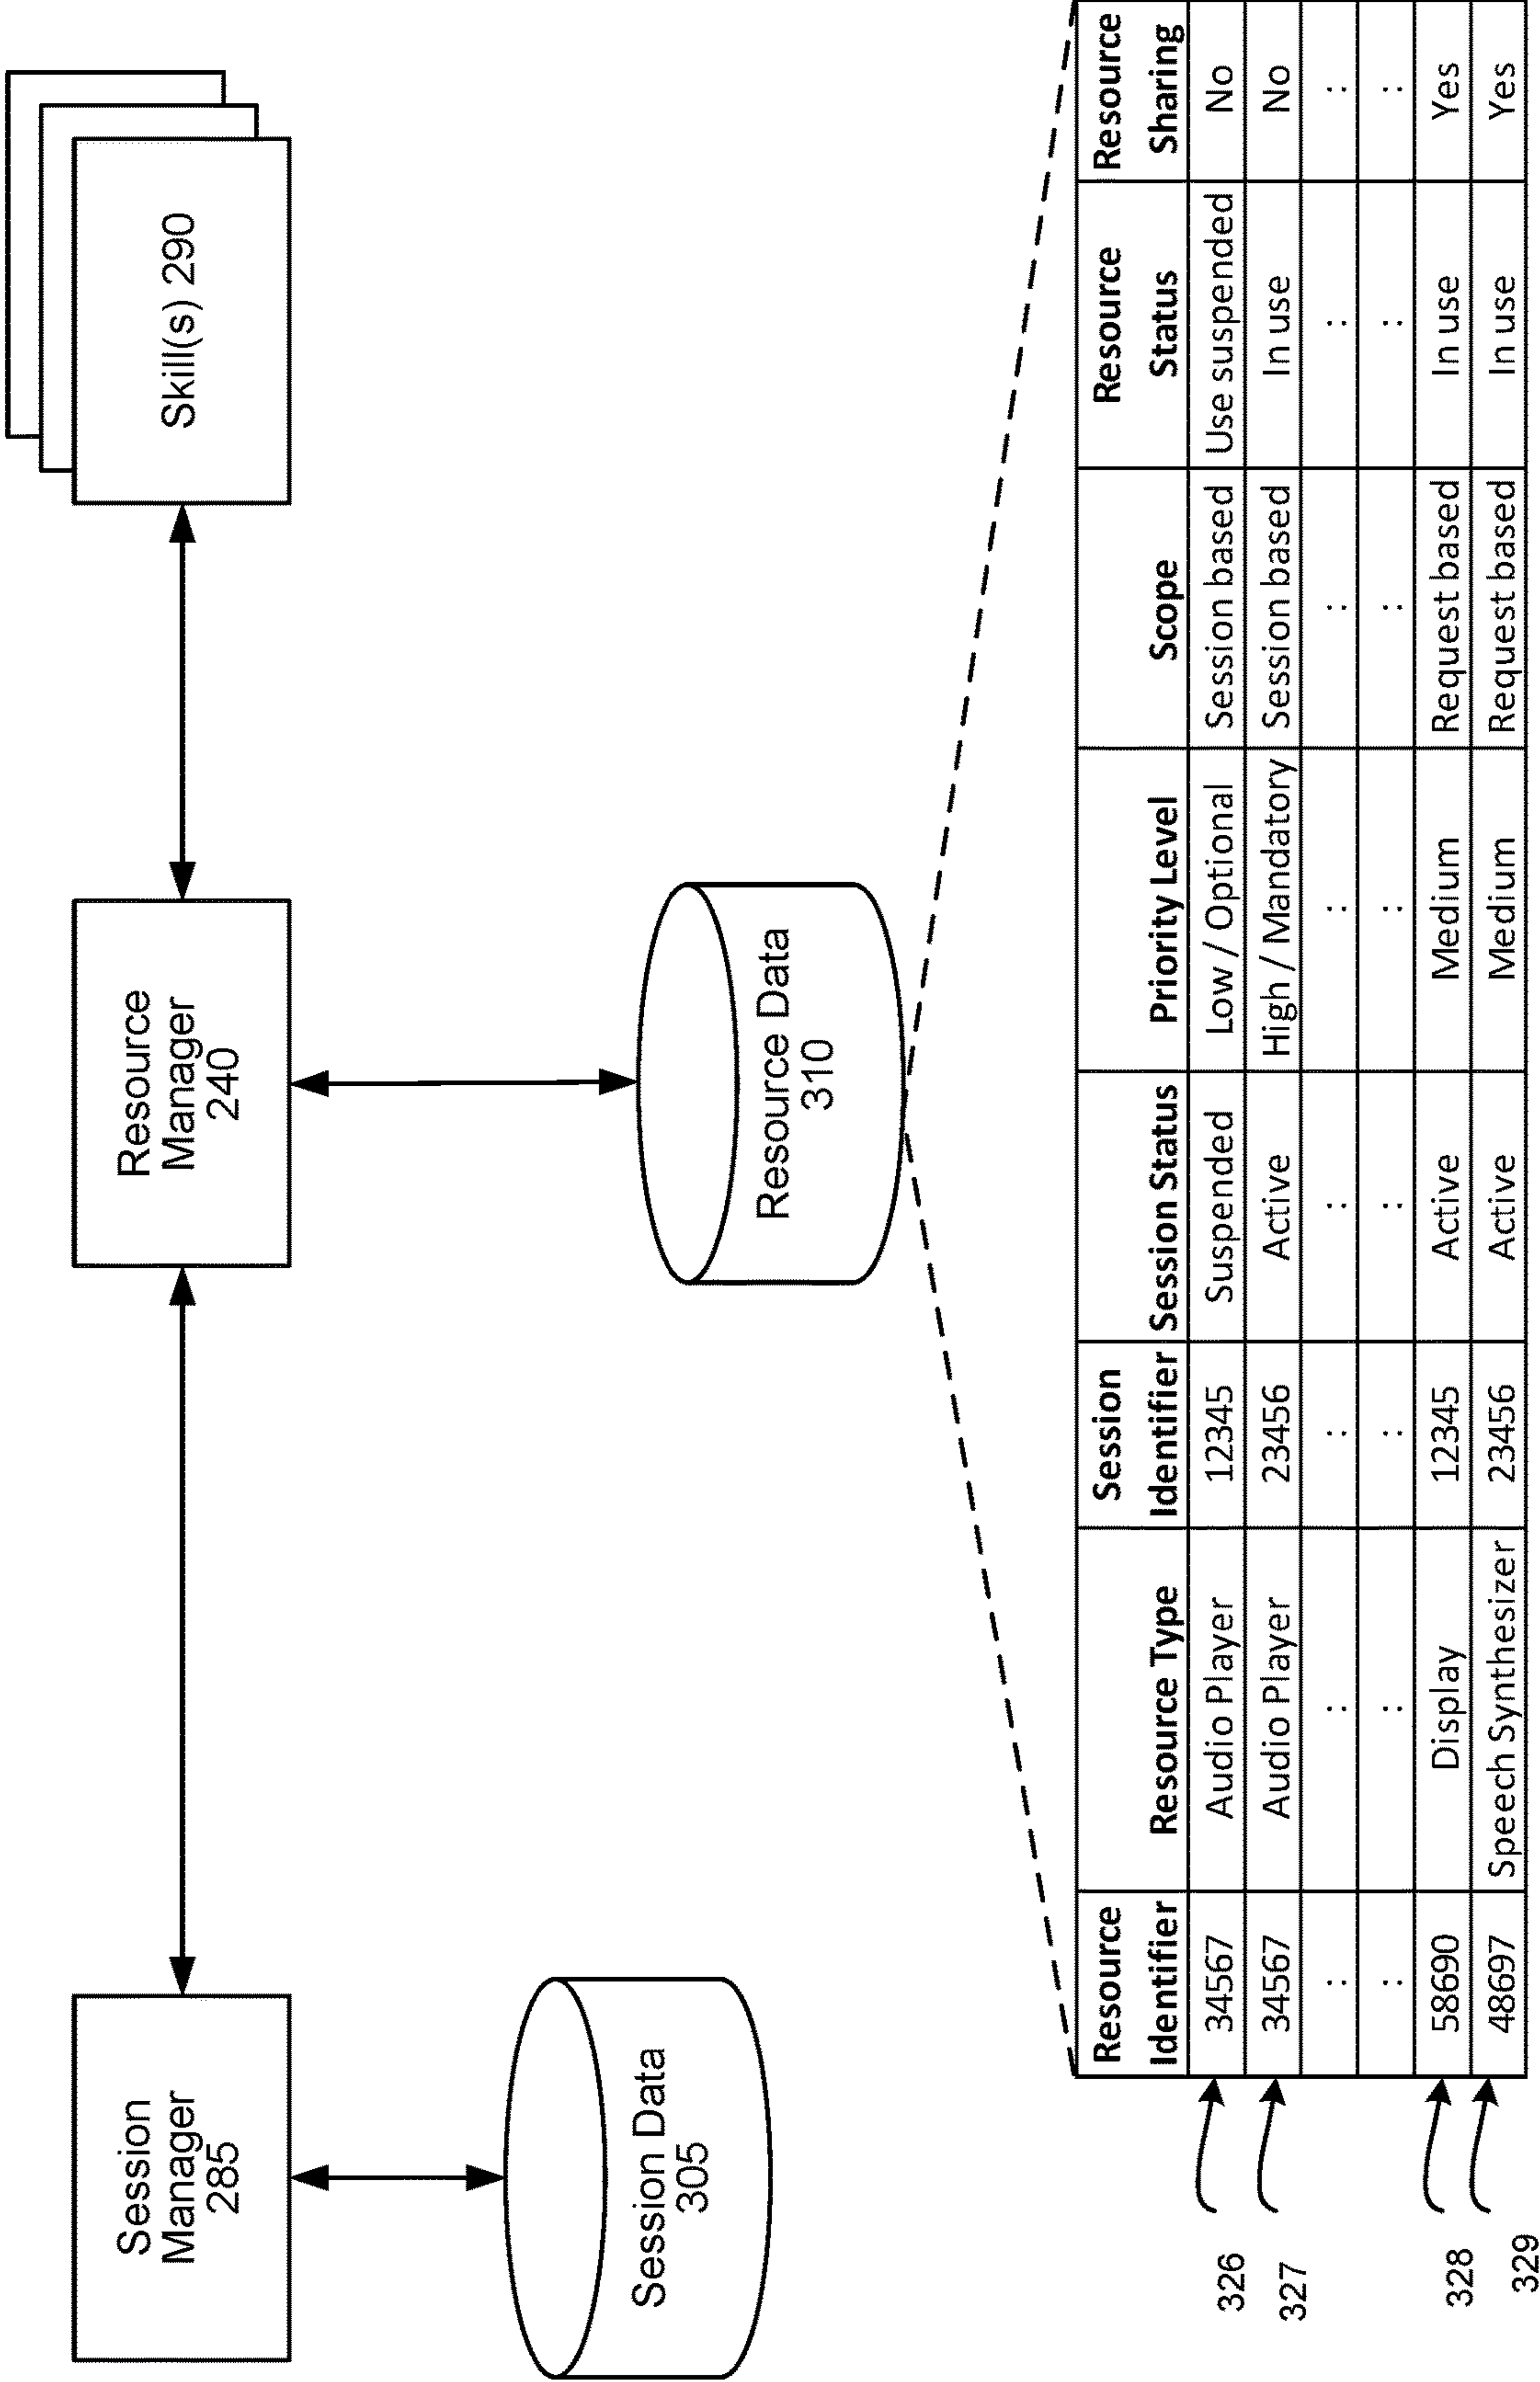 Session
Manager
285
Resource
Manager
240
Skill(s) 290
Session Data
305
Resource Data
310
Resource Identifier Resource Type Session Identifier Session Status Priority Level Scope Resource Status Resource Sharing
326 34567 Audio Player 12345 Suspended Low / Optional Session based Use suspended No
327 34567 Audio Player 23456 Active High / Mandatory Session based In use No
: : : : : : : :
: : : : : : : :
328 58690 Display 12345 Active Medium Request based In use Yes
329 48697 Speech Synthesizer 23456 Active Medium Request based In use Yes